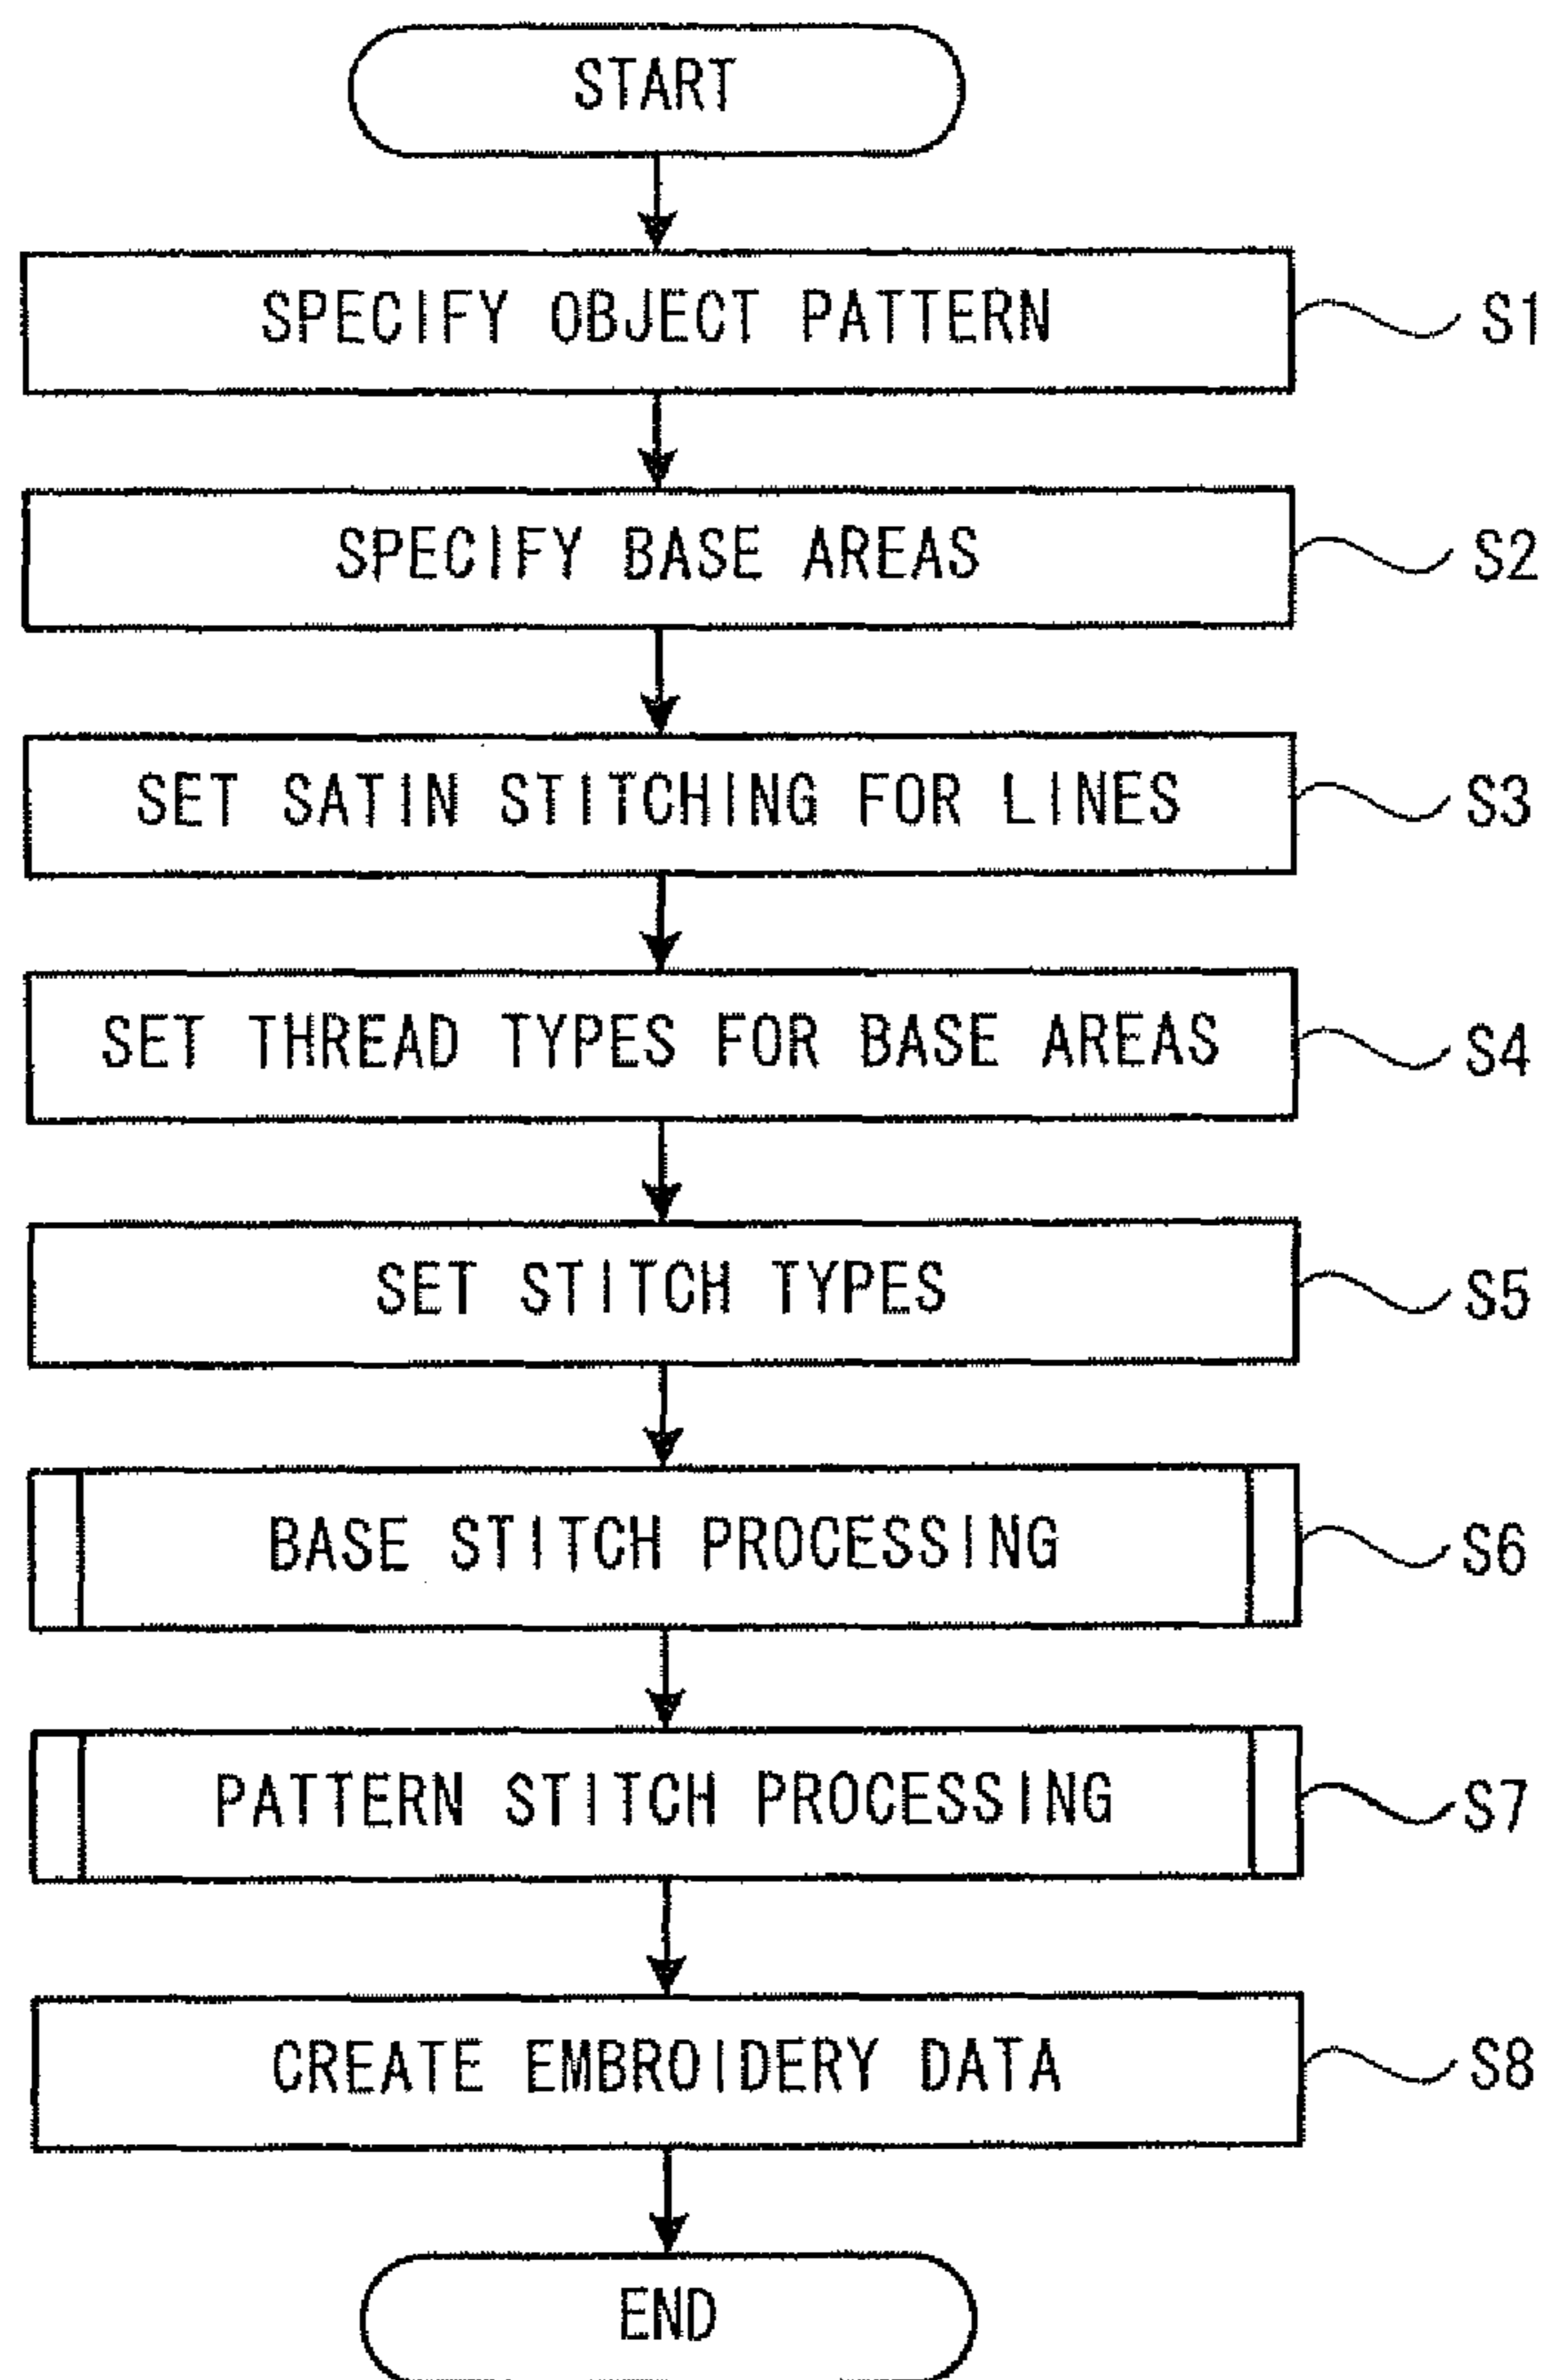 START
SPECIFY OBJECT PATTERN
S1
SPECIFY BASE AREAS
S2
SET SATIN STITCHING FOR LINES
S3
SET THREAD TYPES FOR BASE AREAS
S4
SET STITCH TYPES
S5
BASE STITCH PROCESSING
S6
PATTERN STITCH PROCESSING
S7
CREATE EMBROIDERY DATA
S8
END